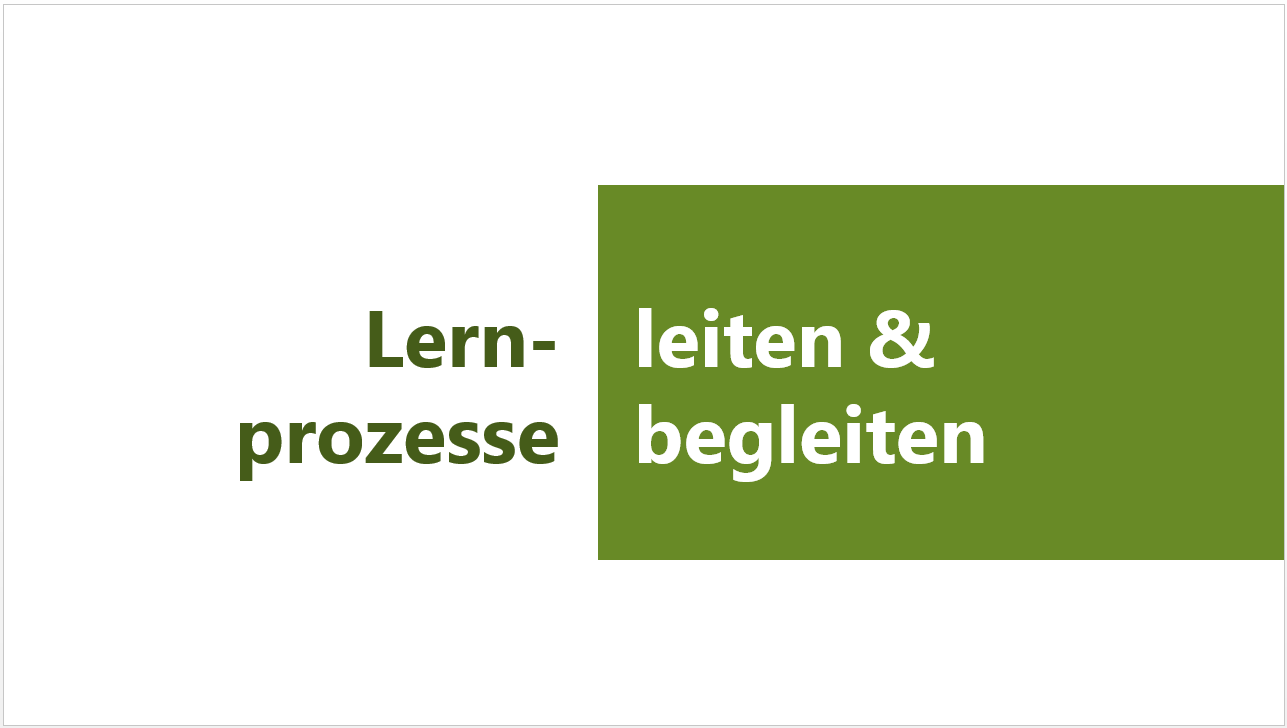 Lern-
prozesse
leiten &
begleiten